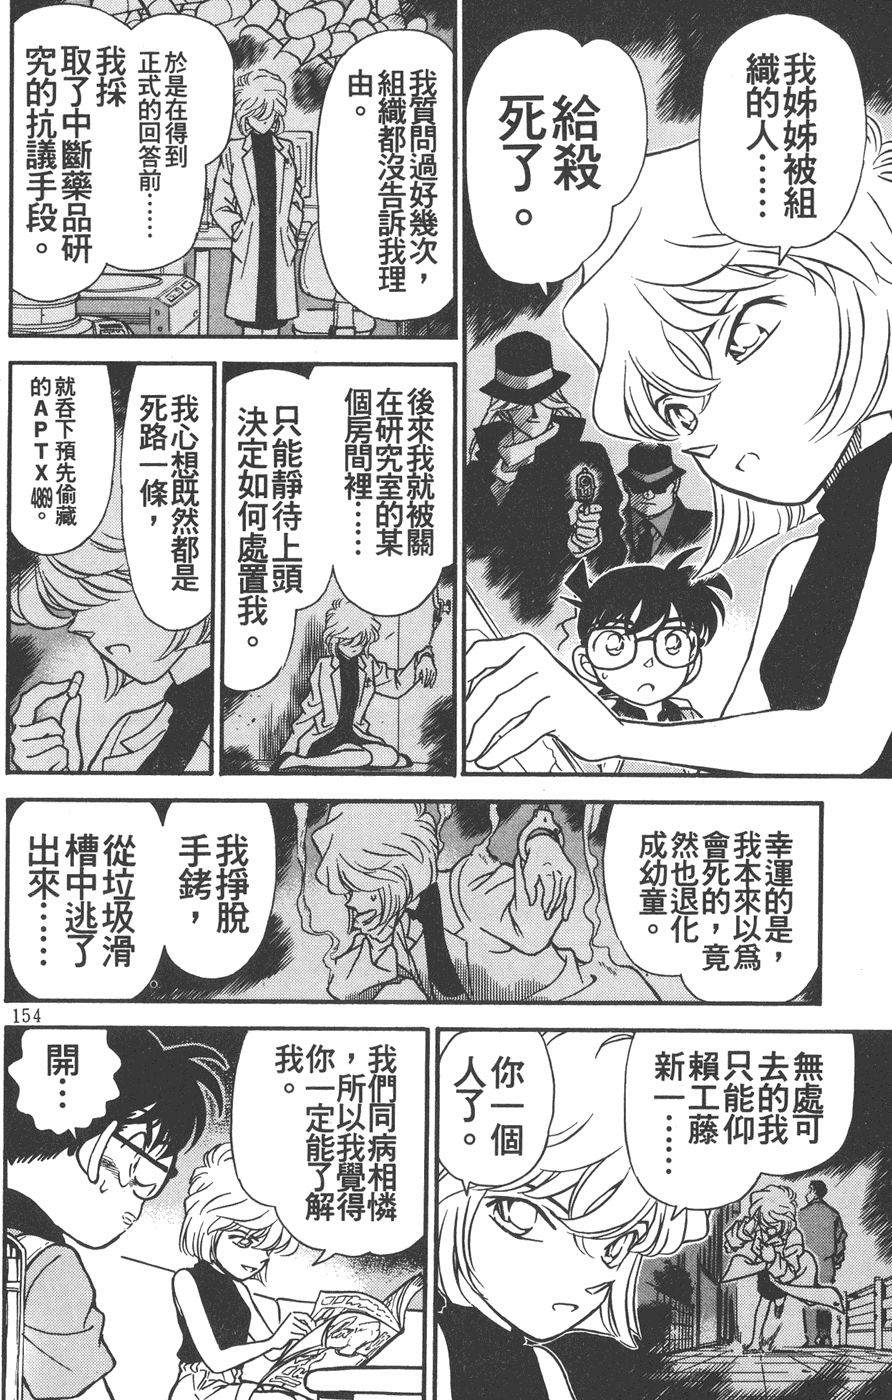 我姊姊被組
織的人……
給殺
死了。
我質問過好幾次，
組織都沒告訴我理
由。
於是在得到
正式的回答前……
我採
取了中斷藥品研
究的抗議手段。
後來我就被關
在研究室的某
個房間裡……
只能靜待上頭
決定如何處置我。
我心想既然都是
死路一條，
就吞下預先偷藏
的APTX4869。
幸運的是，
我本來以為
會死的，竟
然也退化
成幼童。
我掙脫
手銬，
從垃圾滑
槽中逃了
出來……
154
無處可
去的我
只能仰
賴工藤
新一……
你一個
人了。
我們同病相憐
，所以我覺得
你一定能了解
我。
開…